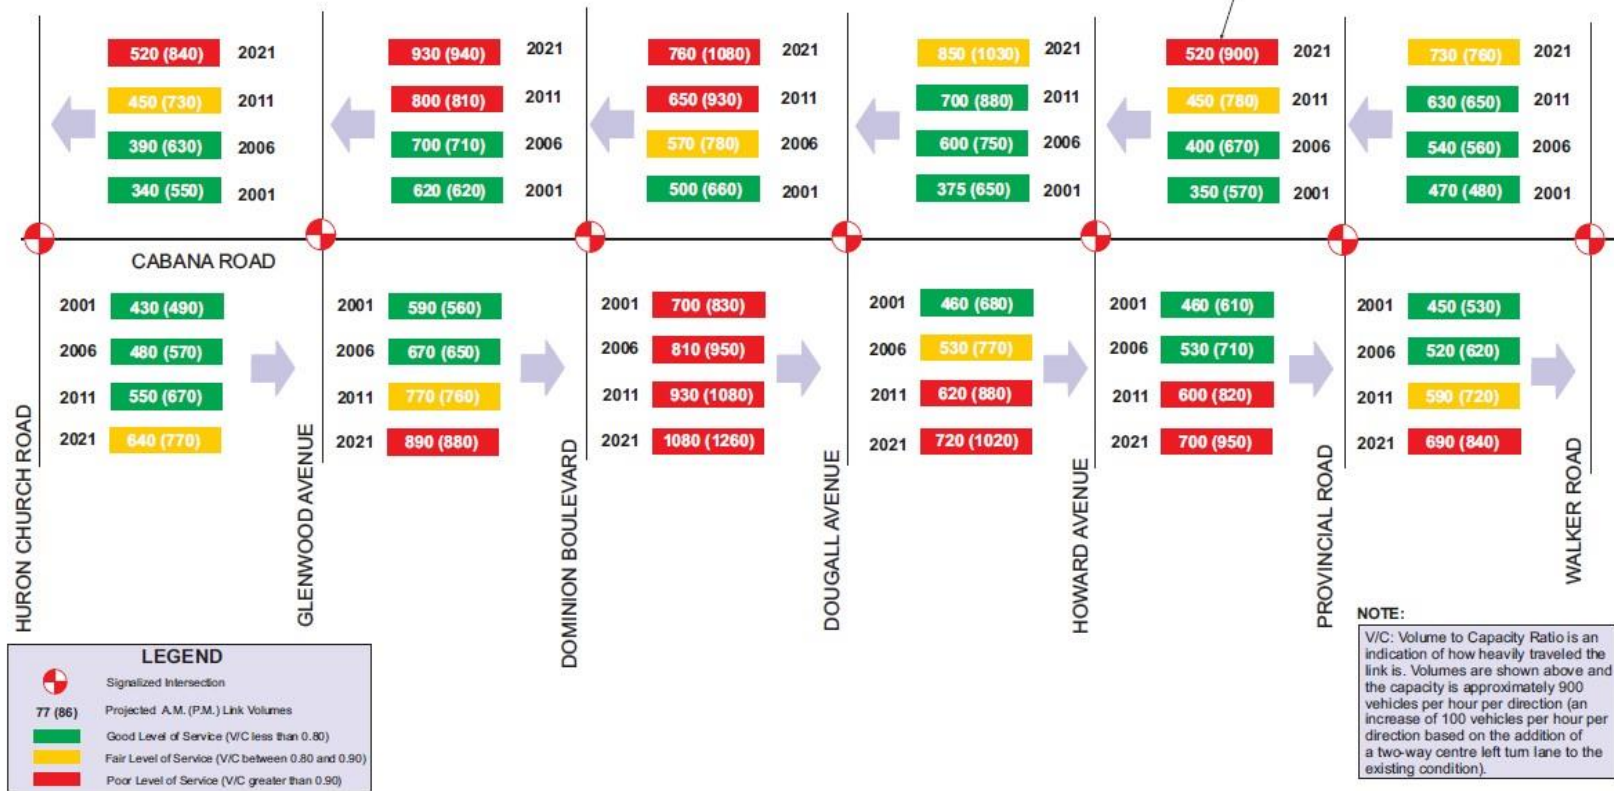 520 (840) 2021 930 (940) 2021 760 (1080) 2021 850 (1030) 2021 520 (900) 2021 730 (760)
450 (730) 2011 800 (810) 2011 650 (930) 2011 700 (880) 2011 450 (780) 2011 630 (650)
390 (630) 2006 700 (710) 2006 570 (780) 2006 600 (750) 2006 400 (670) 2006 540 (560)
340 (550) 2001 620 (620) 2001 500 (660) 2001 375 (650) 2001 350 (570) 2001 470 (480)
CABANA ROAD
2001 430 (490) 2001 590 (560) 2001 700 (830) 2001 460 (680) 2001 460 (610) 2001 450 (530)
2006 480 (570) 2006 670 (650) 2006 810 (950) 2006 530 (770) 2006 530 (710) 2006 520 (620)
2011 550 (670) 2011 770 (760) 2011 930 (1080) 2011 620 (880) 2011 600 (820) 2011 590 (720)
2021 640 (770) 2021 890 (880) 2021 1080 (1260) 2021 720 (1020) 2021 700 (950) 2021 690 (840)
HURON CHURCH ROAD
GLENWOOD AVENUE
DOMINION BOULEVARD
DOUGALL AVENUE
HOWARD AVENUE
PROVINCIAL ROAD
WALKER ROAD
LEGEND
Signalized Intersection
77 (86) Projected A.M. (P.M.) Link Volumes
Good Level of Service (V/C less than 0.80)
Fair Level of Service (V/C between 0.80 and 0.90)
Poor Level of Service (V/C greater than 0.90)
NOTE:
V/C: Volume to Capacity Ratio is an
indication of how heavily traveled the
link is. Volumes are shown above and
the capacity is approximately 900
vehicles per hour per direction (an
increase of 100 vehicles per hour per
direction based on the addition of
a two-way centre left turn lane to the
existing condition).